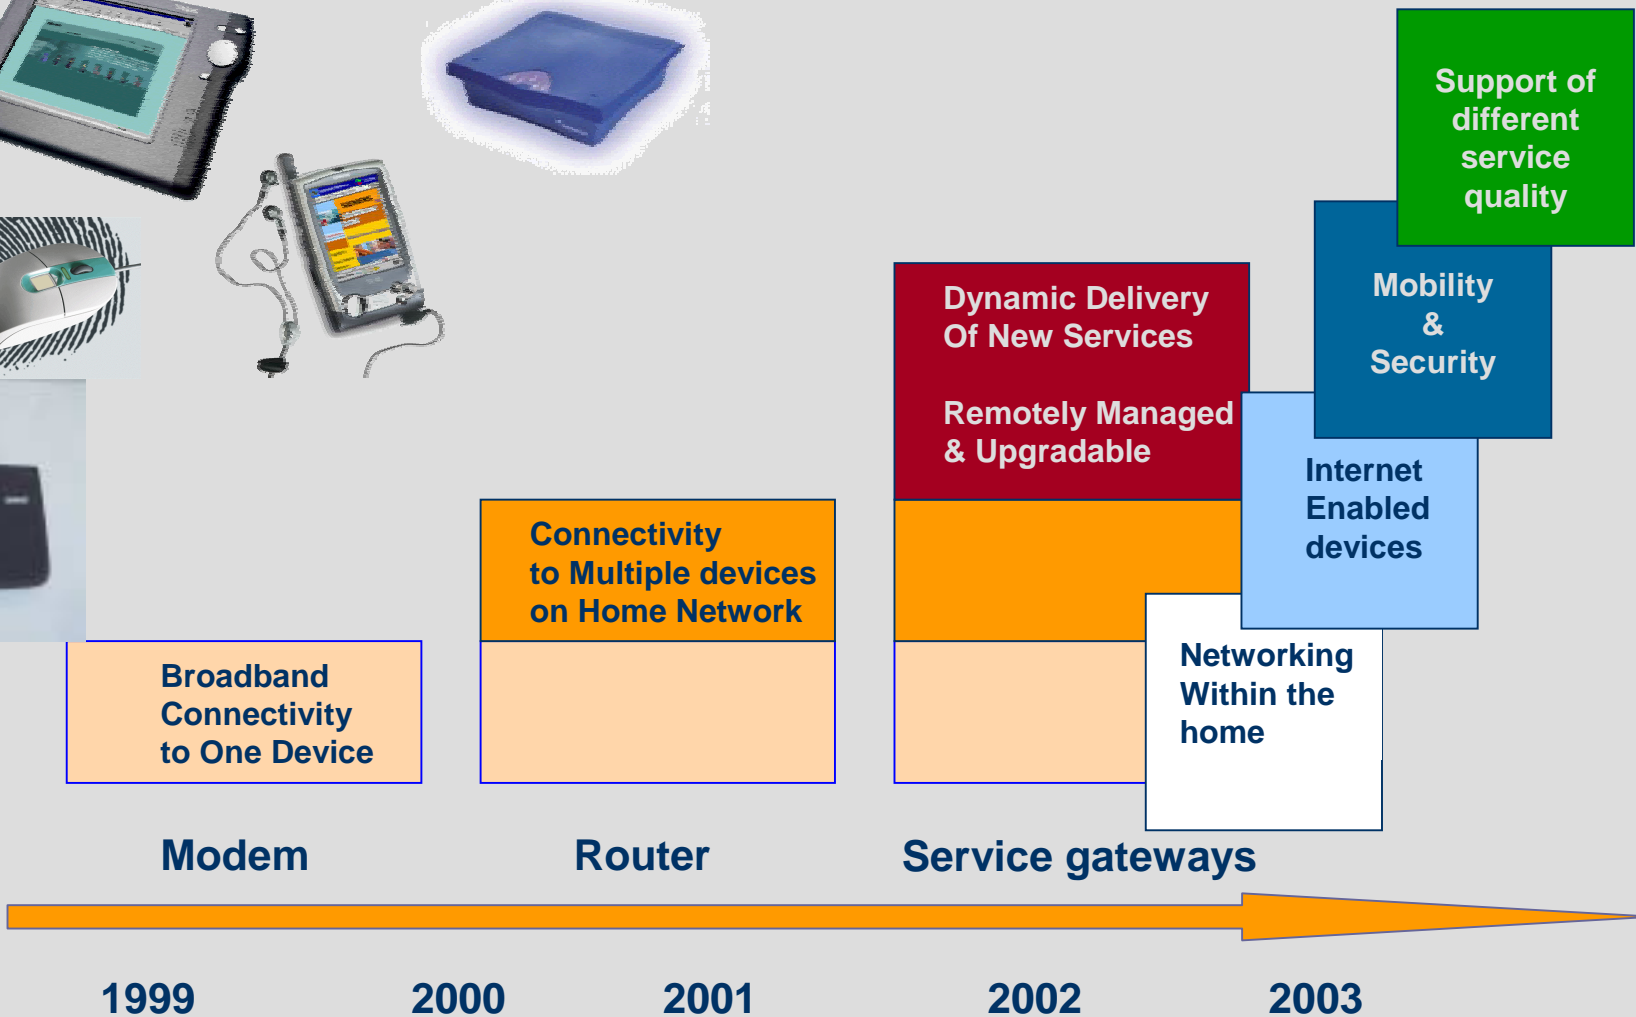 Support of
different
service
quality
Mobility
&
Security
Dynamic Delivery
Of New Services
Remotely Managed
& Upgradable
Internet
Enabled
devices
Connectivity
to Multiple devices
on Home Network
Networking
Within the
home
Broadband
Connectivity
to One Device
Modem
Router
Service gateways
1999
2000
2001
2002
2003